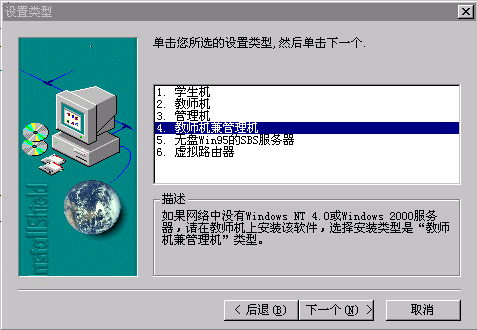 设置类型
单击您所选的设置类型,然后单击下一个.
1. 学生机
2. 教师机
3. 管理机
4. 教师机兼管理机
5. 无盘Win95的SBS服务器
6. 虚拟路由器
描述
如果网络中没有Windows NT 4.0或Windows 2000服务
器，请在教师机上安装该软件，选择安装类型是“教师
机兼管理机”类型。
< 后退(B)
下一个(N) >
取消